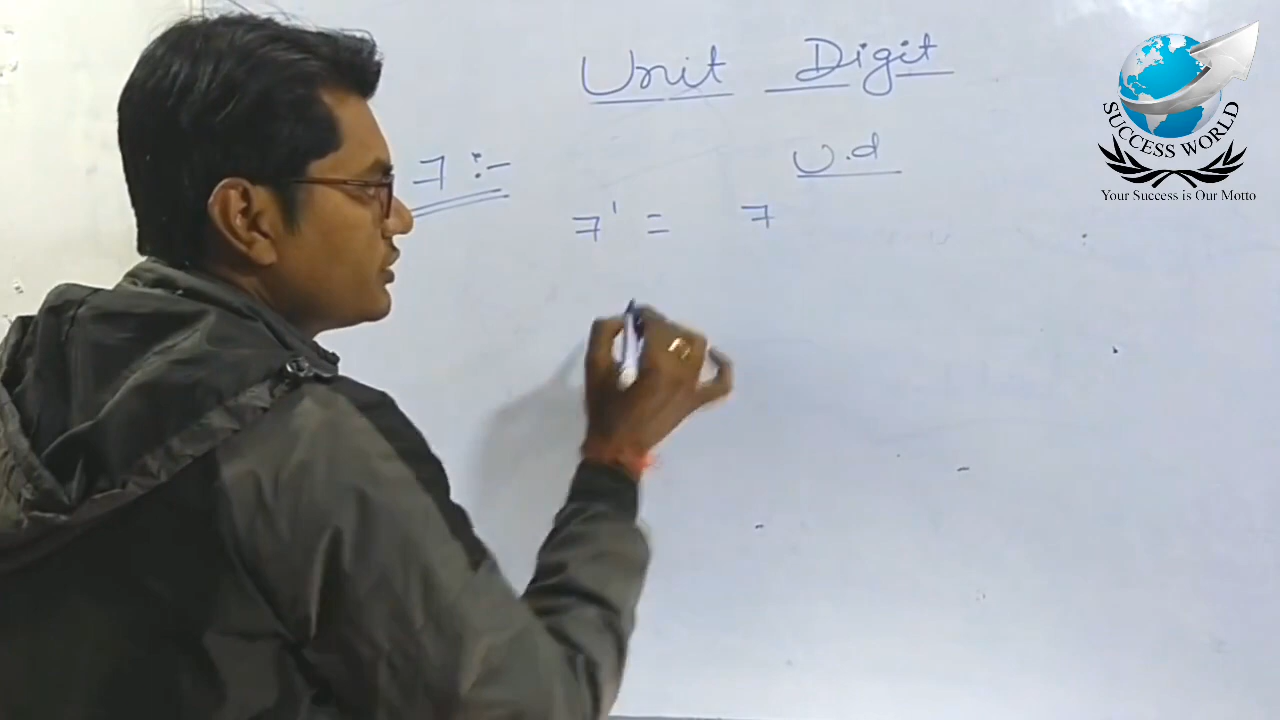 Unit Digit
U.d
7 :-
7¹ = 7
SUCCESS WORLD
Your Success is Our Motto